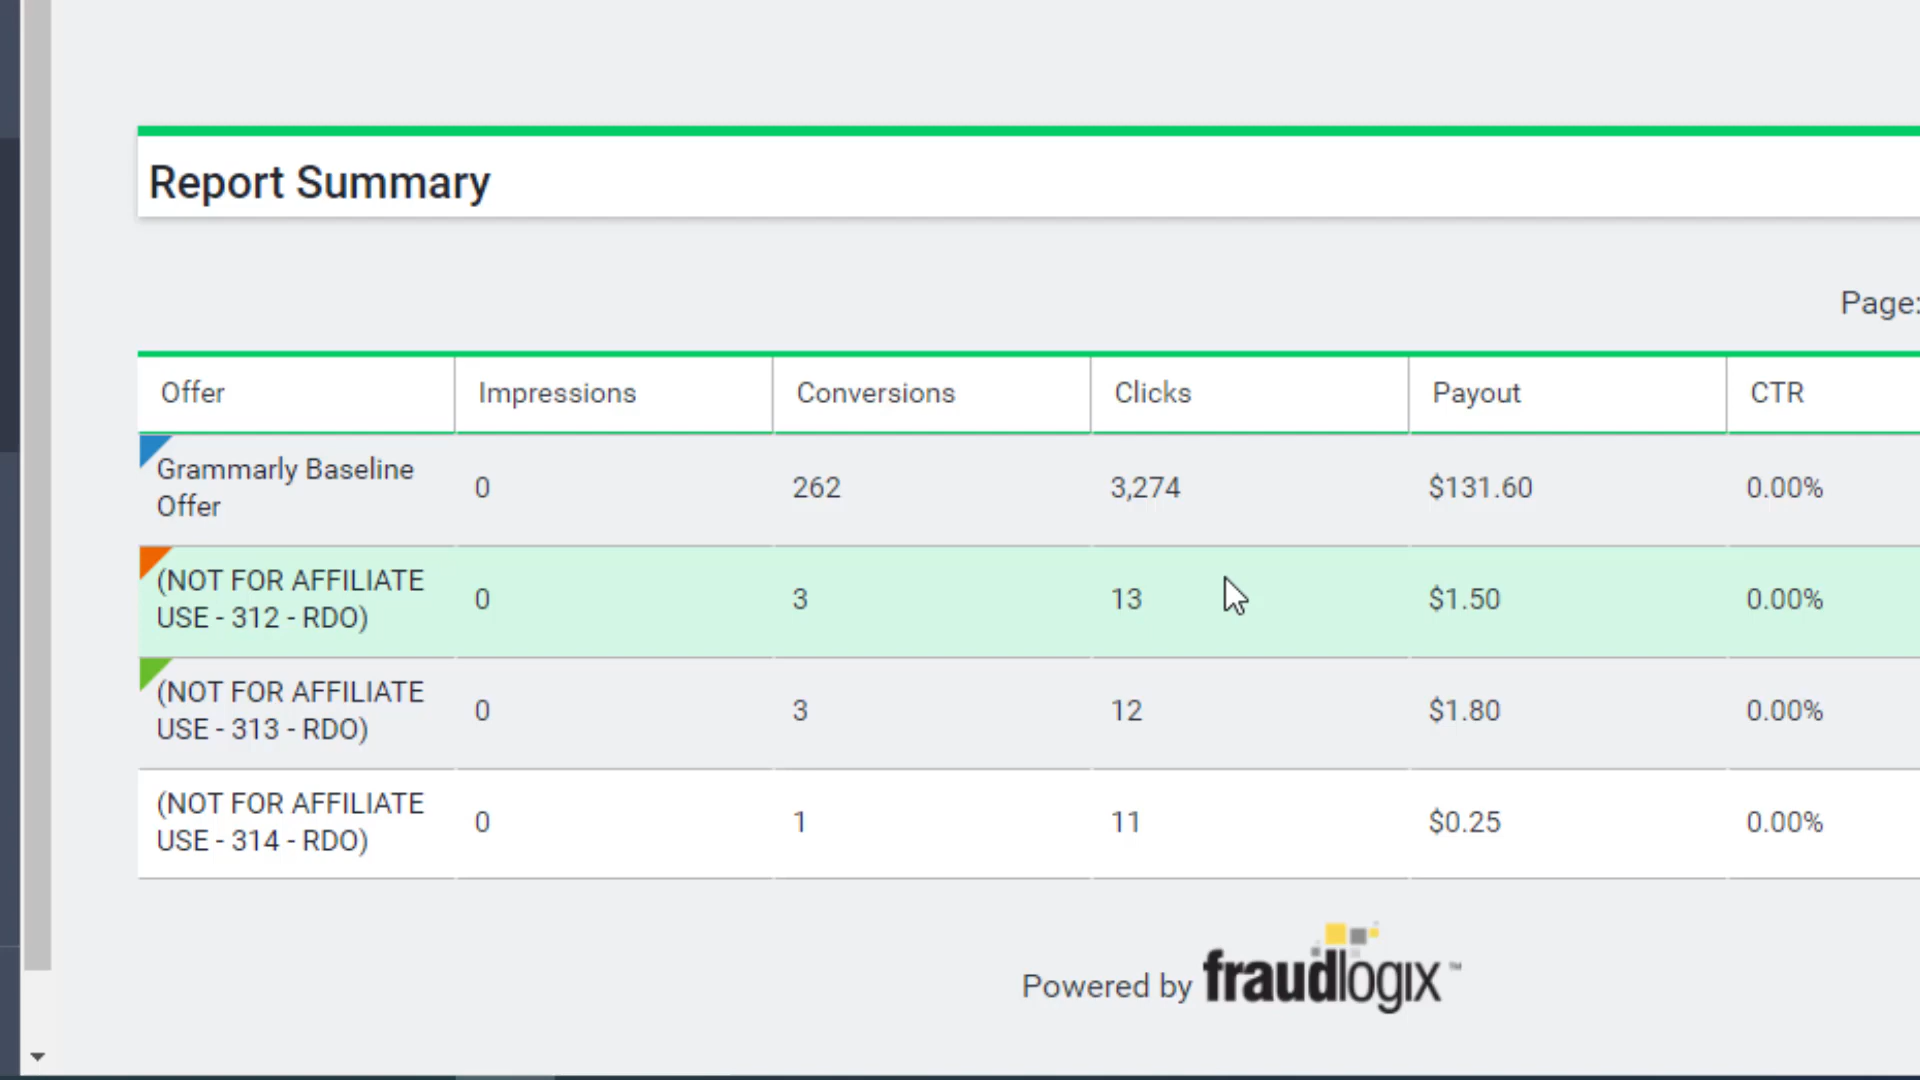 Report Summary
Page:
Offer Impressions Conversions Clicks Payout CTR
Grammarly Baseline
Offer
0 262 3,274 $131.60 0.00%
(NOT FOR AFFILIATE
USE - 312 - RDO)
0 3 13 $1.50 0.00%
(NOT FOR AFFILIATE
USE - 313 - RDO)
0 3 12 $1.80 0.00%
(NOT FOR AFFILIATE
USE - 314 - RDO)
0 1 11 $0.25 0.00%
Powered by fraudlogix ™